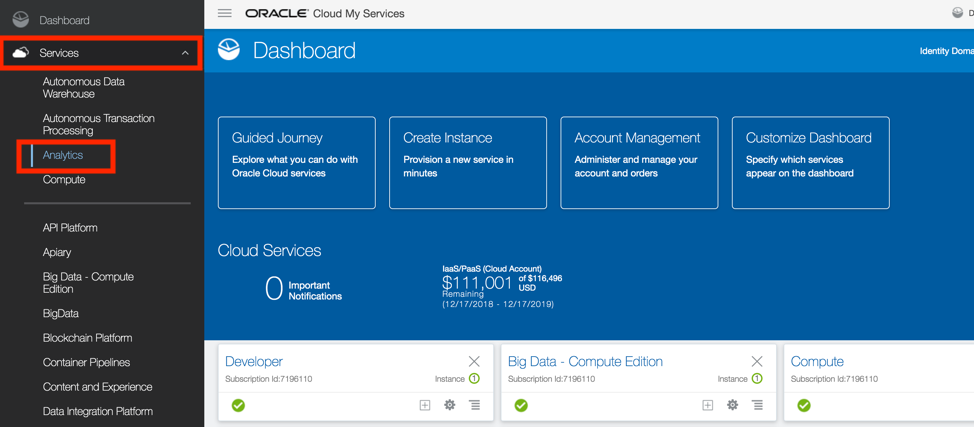 Dashboard
Services
Autonomous Data
Warehouse
Autonomous Transaction
Processing
Analytics
Compute
API Platform
Apiary
Big Data - Compute
Edition
BigData
Blockchain Platform
Container Pipelines
Content and Experience
Data Integration Platform
ORACLE® Cloud My Services
D
Dashboard
Identity Doma
Guided Journey
Explore what you can do with
Oracle Cloud services
Create Instance
Provision a new service in
minutes
Account Management
Administer and manage your
account and orders
Customize Dashboard
Specify which services
appear on the dashboard
Cloud Services
0 Important
Notifications
IaaS/PaaS (Cloud Account)
$111,001 of $116,496
USD
Remaining
(12/17/2018 - 12/17/2019)
Developer
Subscription Id:7196110
Instance 1
Big Data - Compute Edition
Subscription Id:7196110
Instance 1
Compute
Subscription Id:7196110